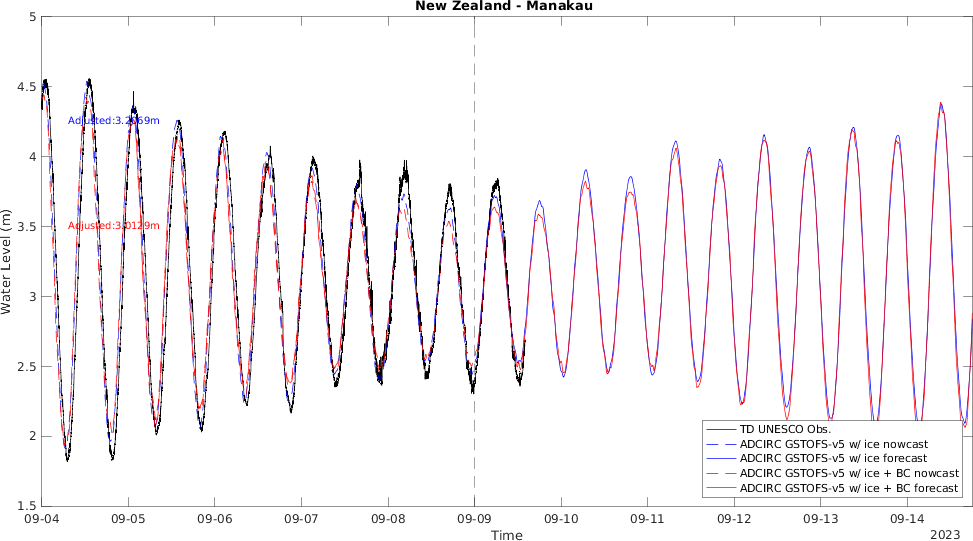 New Zealand - Manakau
5
4.5
4
3.5
3
2.5
2
1.5
Water Level (m)
Adjusted:3.0129m
TD UNESCO Obs.
ADCIRC GSTOFS-v5 w/ ice nowcast
ADCIRC GSTOFS-v5 w/ ice forecast
ADCIRC GSTOFS-v5 w/ ice + BC nowcast
ADCIRC GSTOFS-v5 w/ ice + BC forecast
09-04 09-05 09-06 09-07 09-08 09-09 09-10 09-11 09-12 09-13 09-14
Time
2023